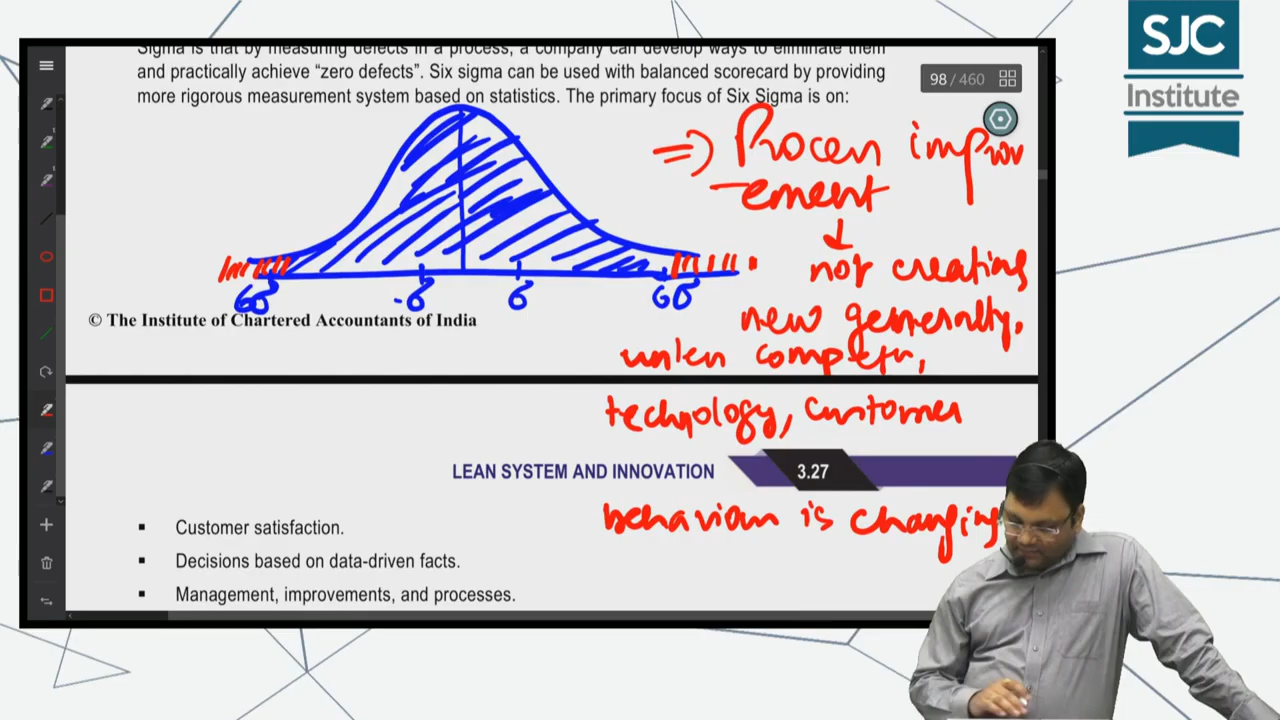 SJC
Institute
Sigma is that by measuring defects in a process, a company can develop ways to eliminate them
and practically achieve “zero defects”. Six sigma can be used with balanced scorecard by providing
more rigorous measurement system based on statistics. The primary focus of Six Sigma is on:
98 / 460
=> Process improv
-ement
↓
not creating
new generally,
unless competr,
6σ -σ σ 6σ
© The Institute of Chartered Accountants of India
technology, customer
LEAN SYSTEM AND INNOVATION 3.27
behaviour is changing
▪ Customer satisfaction.
▪ Decisions based on data-driven facts.
▪ Management, improvements, and processes.